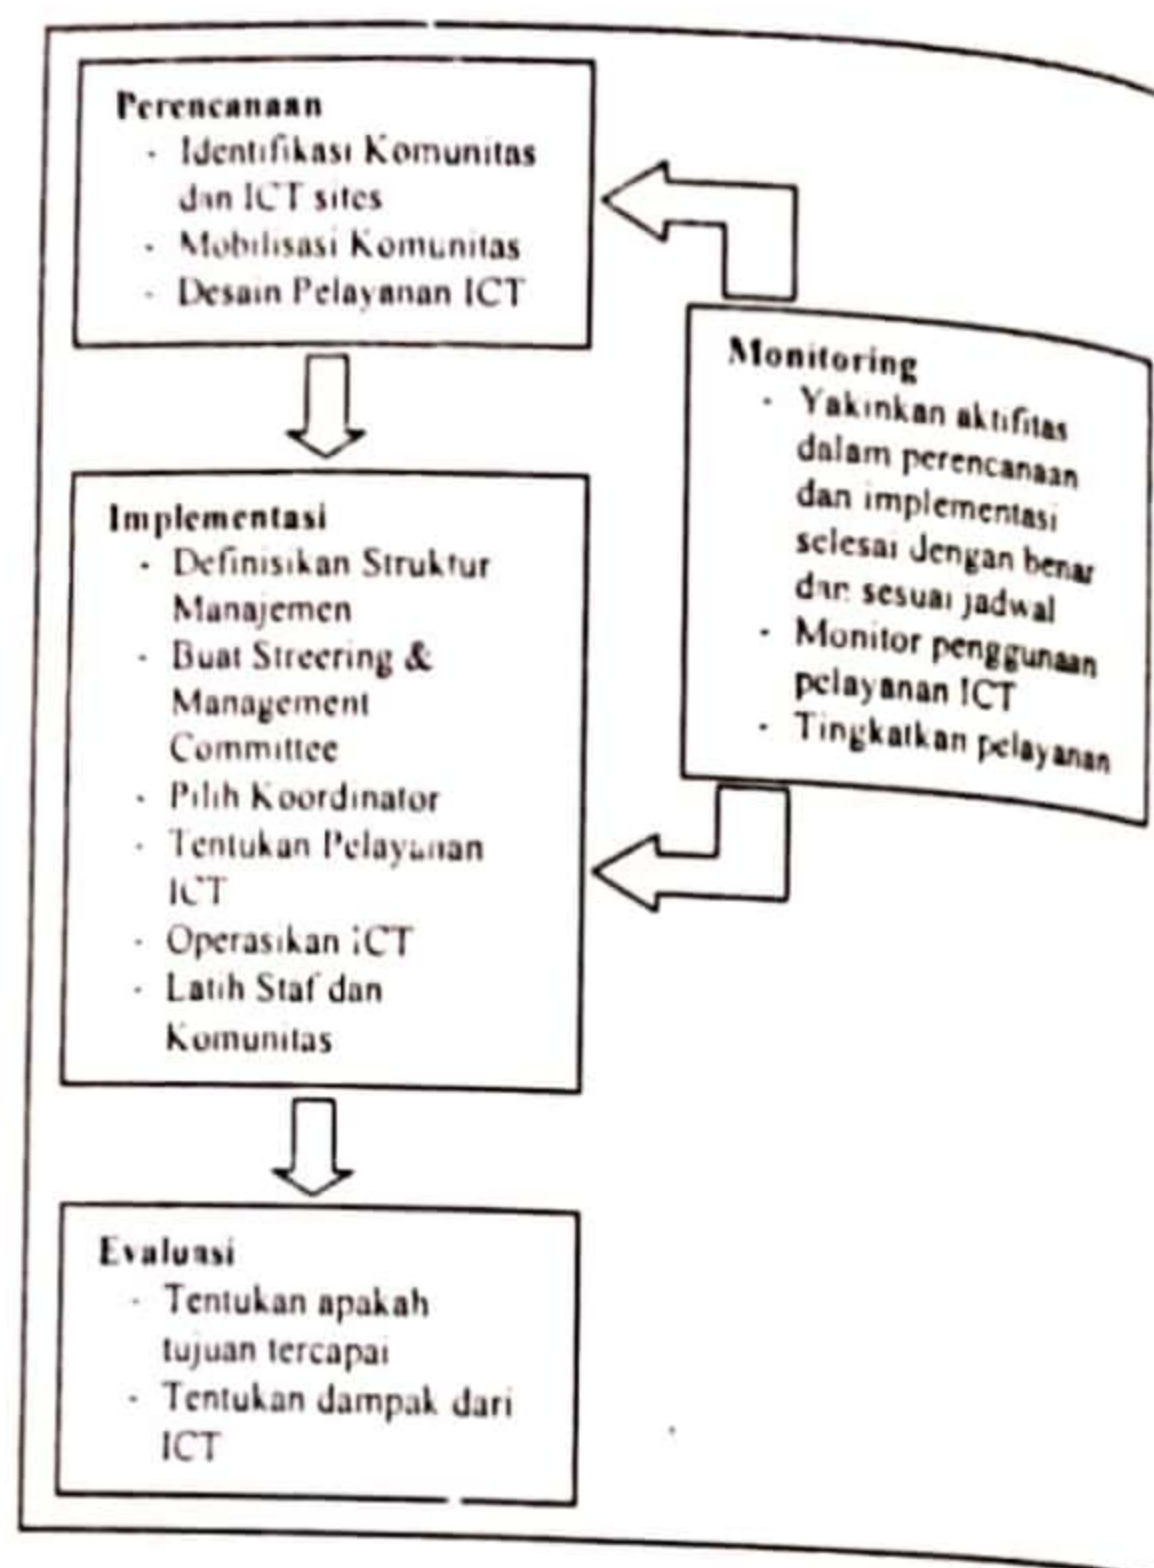 Perencanaan
- Identifikasi Komunitas
dan ICT sites
- Mobilisasi Komunitas
- Desain Pelayanan ICT
Monitoring
- Yakinkan aktifitas
dalam perencanaan
dan implementasi
selesai dengan benar
dan sesuai jadwal
- Monitor penggunaan
pelayanan ICT
- Tingkatkan pelayanan
Implementasi
- Definisikan Struktur
Manajemen
- Buat Streering &
Management
Committee
- Pilih Koordinator
- Tentukan Pelayanan
ICT
- Operasikan ICT
- Latih Staf dan
Komunitas
Evaluasi
- Tentukan apakah
tujuan tercapai
- Tentukan dampak dari
ICT